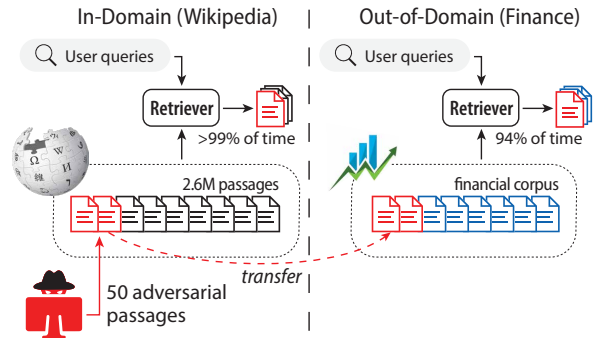 In-Domain (Wikipedia)
User queries
Retriever
>99% of time
2.6M passages
Ω
W
И
50 adversarial
passages
transfer
Out-of-Domain (Finance)
User queries
Retriever
94% of time
financial corpus